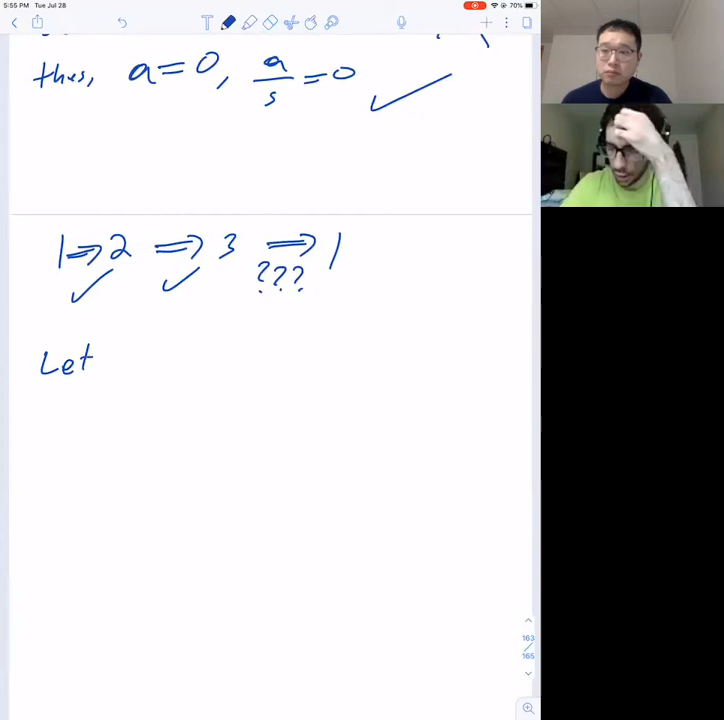 5:55 PM Tue Jul 28
70%
thus, a=0, a/s =0 ✓
1⇒2 ⇒ 3 ⇒ 1
✓ ✓ ???
Let
163
165